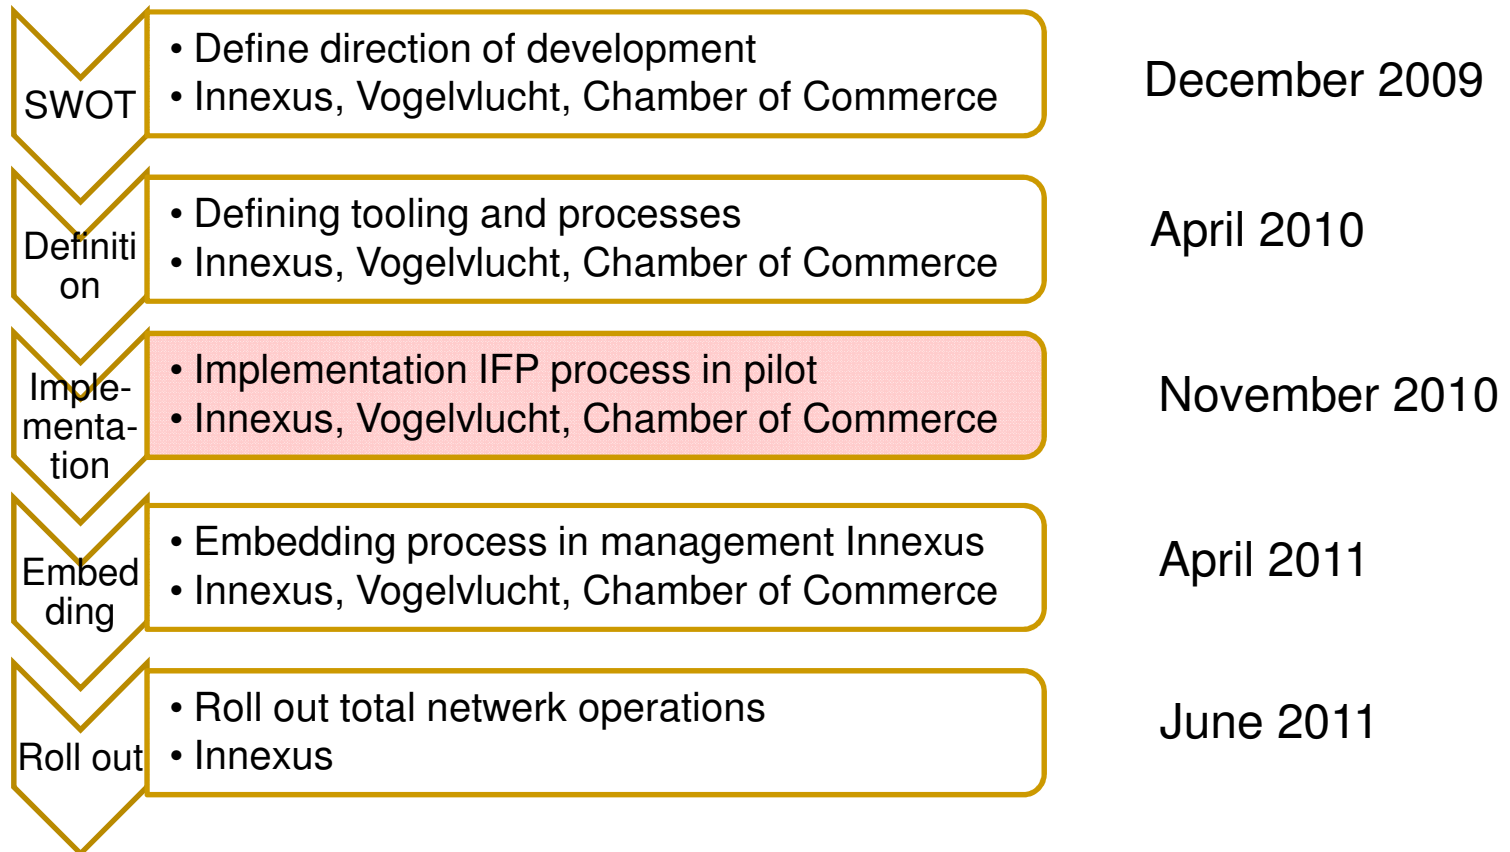 SWOT
• Define direction of development
• Innexus, Vogelvlucht, Chamber of Commerce
December 2009
Definiti
on
• Defining tooling and processes
• Innexus, Vogelvlucht, Chamber of Commerce
April 2010
Imple-
menta-
tion
• Implementation IFP process in pilot
• Innexus, Vogelvlucht, Chamber of Commerce
November 2010
Embed
ding
• Embedding process in management Innexus
• Innexus, Vogelvlucht, Chamber of Commerce
April 2011
Roll out
• Roll out total netwerk operations
• Innexus
June 2011